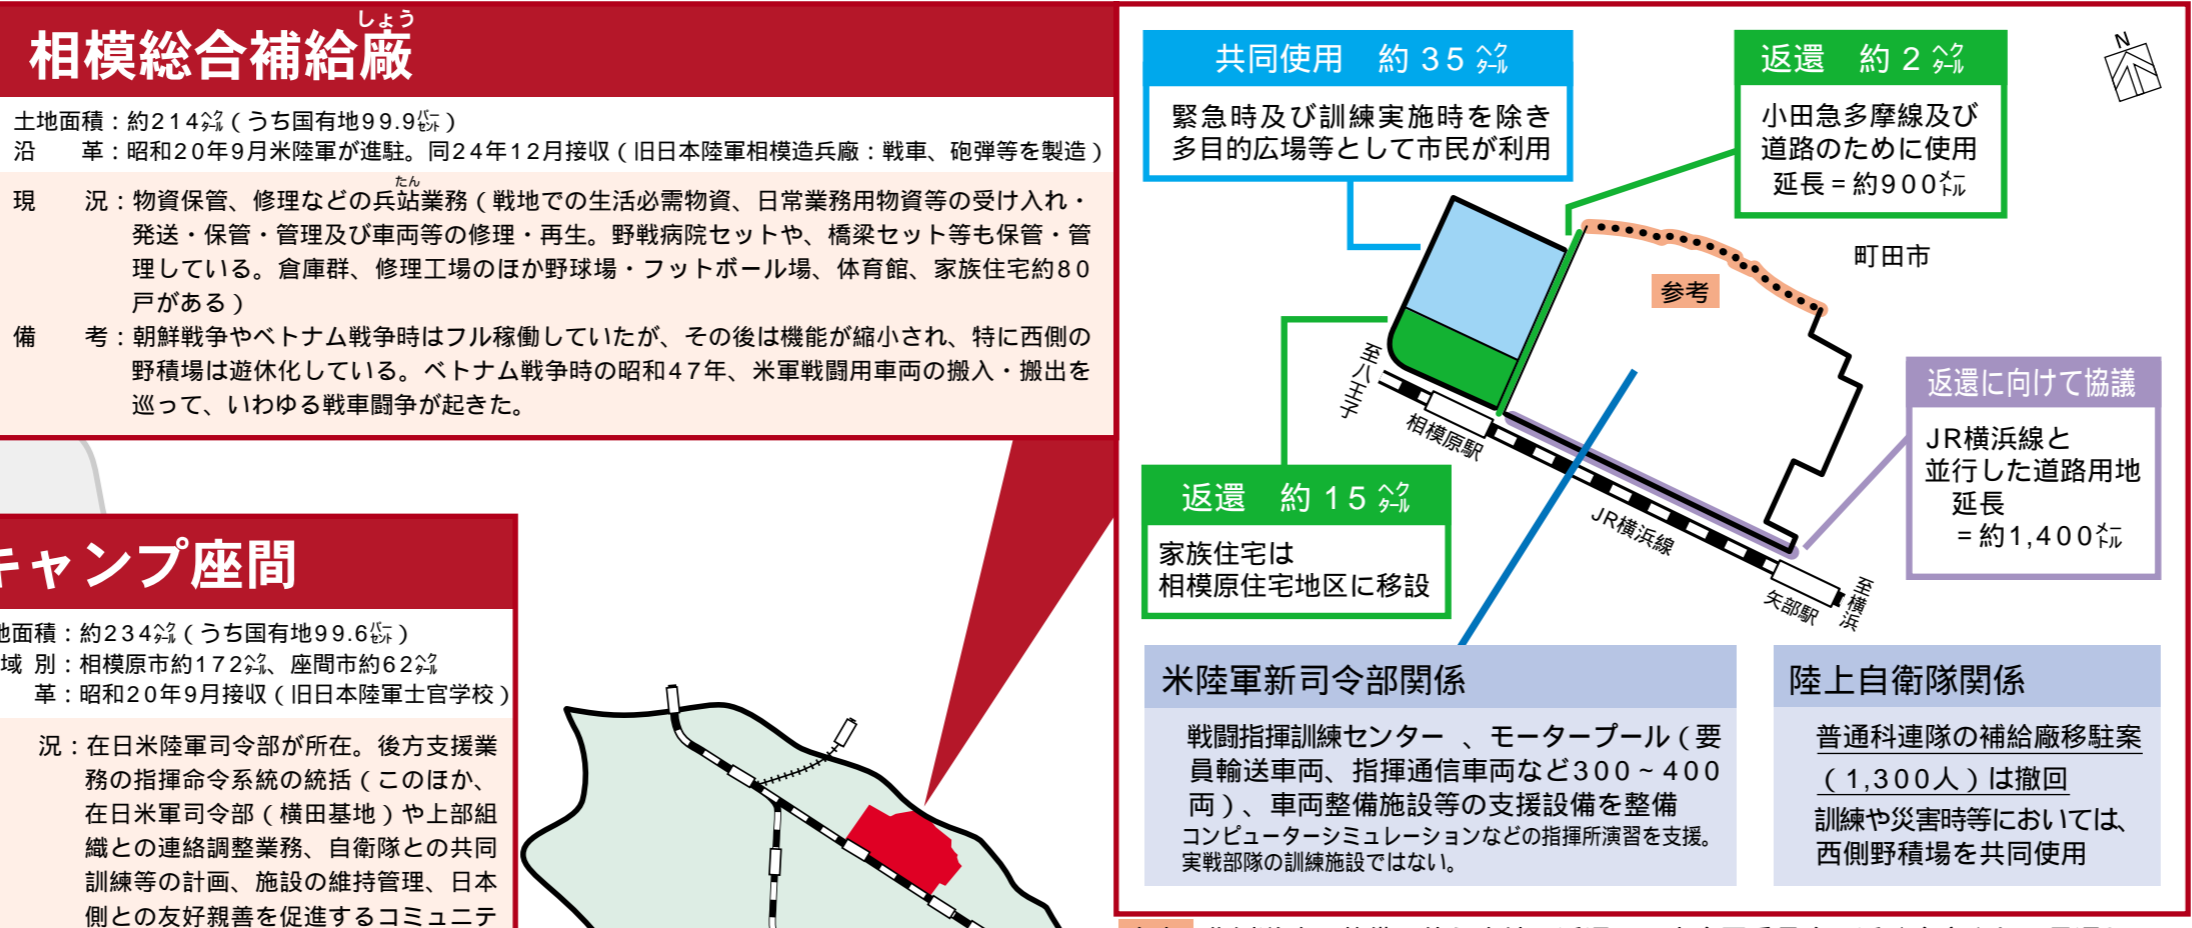 しょう
相模総合補給廠
土地面積：約214ヘクタール（うち国有地99.9パーセント）
沿　　革：昭和20年9月米陸軍が進駐。同24年12月接収（旧日本陸軍相模造兵廠：戦車、砲弾等を製造）
たん
現　　況：物資保管、修理などの兵站業務（戦地での生活必需物資、日常業務用物資等の受け入れ・
発送・保管・管理及び車両等の修理・再生。野戦病院セットや、橋梁セット等も保管・管
理している。倉庫群、修理工場のほか野球場・フットボール場、体育館、家族住宅約80
戸がある）
備　　考：朝鮮戦争やベトナム戦争時はフル稼働していたが、その後は機能が縮小され、特に西側の
野積場は遊休化している。ベトナム戦争時の昭和47年、米軍戦闘用車両の搬入・搬出を
巡って、いわゆる戦車闘争が起きた。
キャンプ座間
地面積：約234ヘクタール（うち国有地99.6パーセント）
域 別：相模原市約172ヘクタール、座間市約62ヘクタール
革：昭和20年9月接収（旧日本陸軍士官学校）
況：在日米陸軍司令部が所在。後方支援業
務の指揮命令系統の統括（このほか、
在日米軍司令部（横田基地）や上部組
織との連絡調整業務、自衛隊との共同
訓練等の計画、施設の維持管理、日本
側との友好親善を促進するコミュニテ
共同使用　約35ヘクタール
緊急時及び訓練実施時を除き
多目的広場等として市民が利用
返還　約2ヘクタール
小田急多摩線及び
道路のために使用
延長＝約900メートル
N
町田市
参考
至八王子
相模原駅
JR横浜線
矢部駅
至横浜
返還に向けて協議
JR横浜線と
並行した道路用地
延長
＝約1,400メートル
返還　約15ヘクタール
家族住宅は
相模原住宅地区に移設
米陸軍新司令部関係
戦闘指揮訓練センター 、モータープール（要
員輸送車両、指揮通信車両など300～400
両）、車両整備施設等の支援設備を整備
コンピューターシミュレーションなどの指揮所演習を支援。
実戦部隊の訓練施設ではない。
陸上自衛隊関係
普通科連隊の補給廠移駐案
（1,300人）は撤回
訓練や災害時等においては、
西側野積場を共同使用